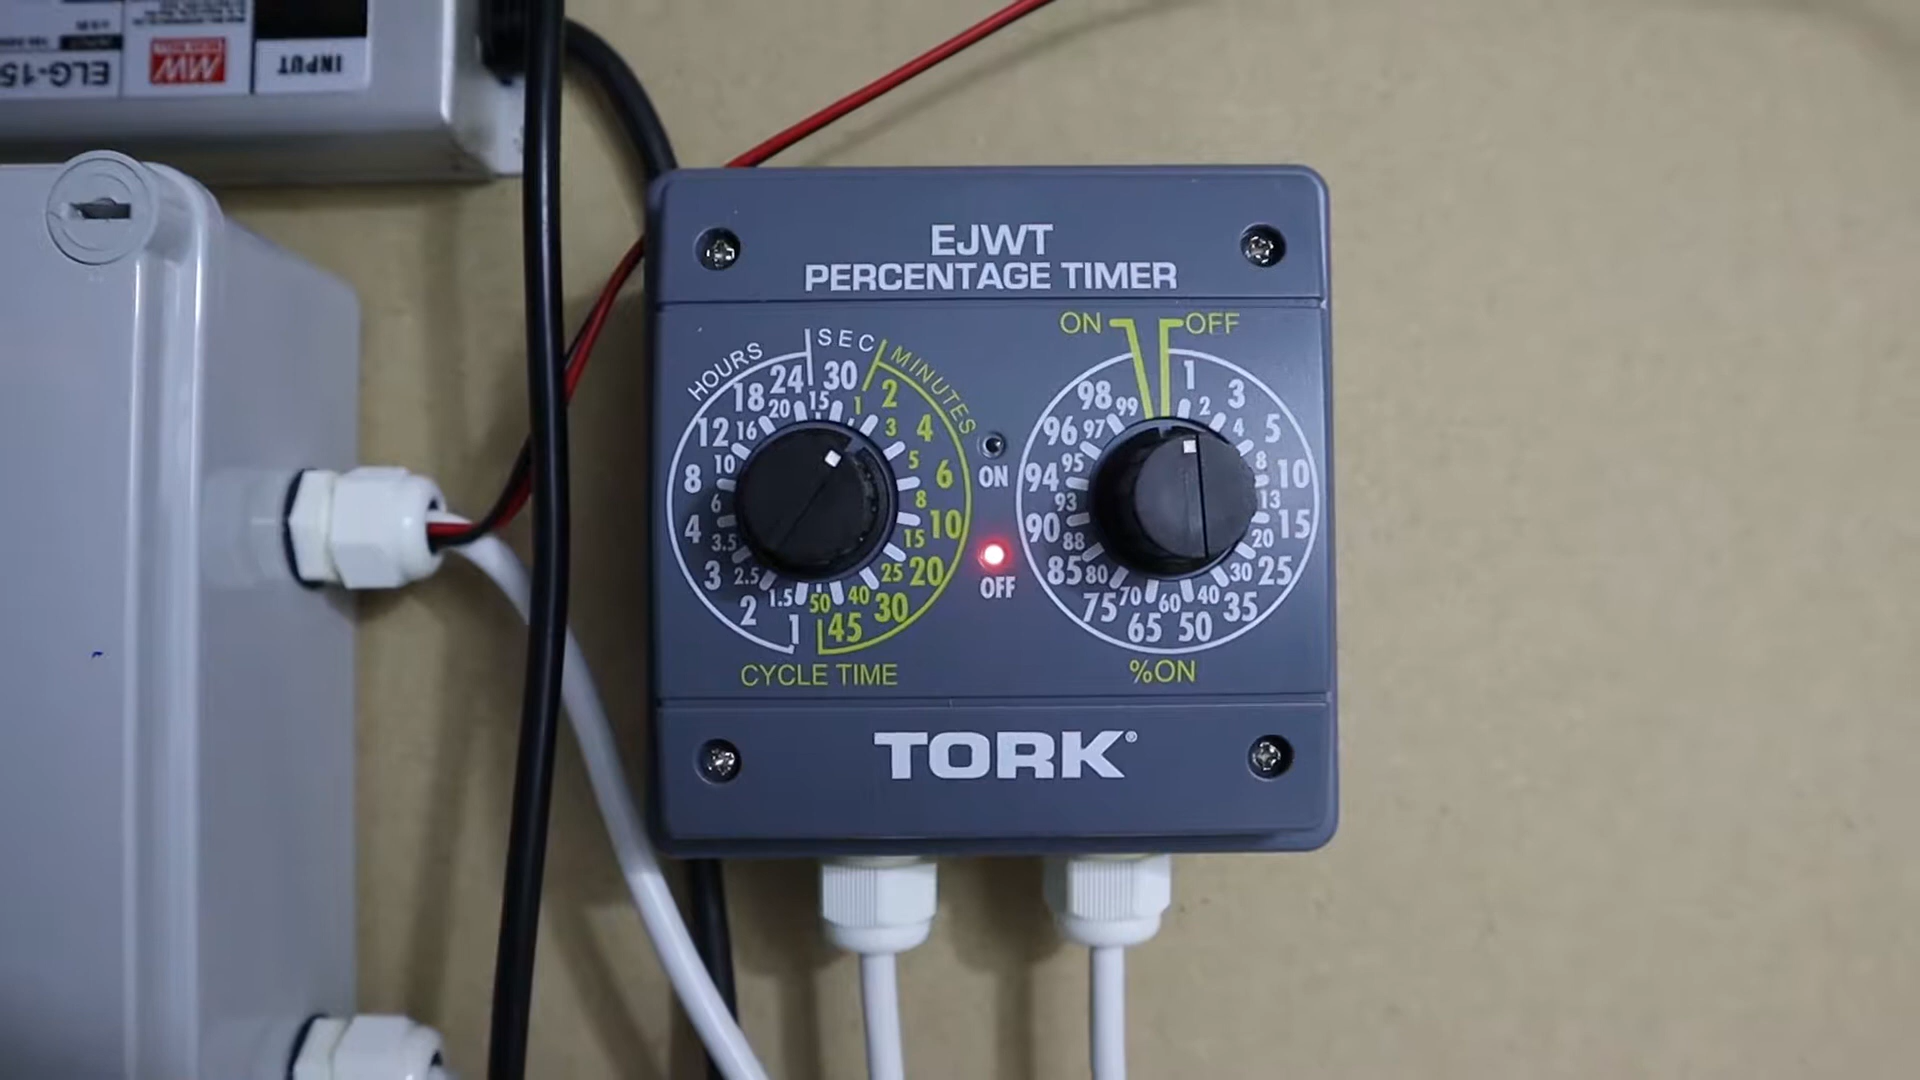 ELG-15
MW
INPUT
EJWT
PERCENTAGE TIMER
HOURS
SEC
MINUTES
24 30 2
18 20 15 1 3 4
12 16 5 6
10 8 8 10
6 4 15 20
3.5 3 25 30
2.5 2 40 45
1.5 1 50
CYCLE TIME
ON
OFF
ON OFF
1 3
98 99 2 4 5
96 97 8 10
94 95 13 15
93 90 20 25
88 85 30 35
80 75 40 50
70 65 60
%ON
TORK®